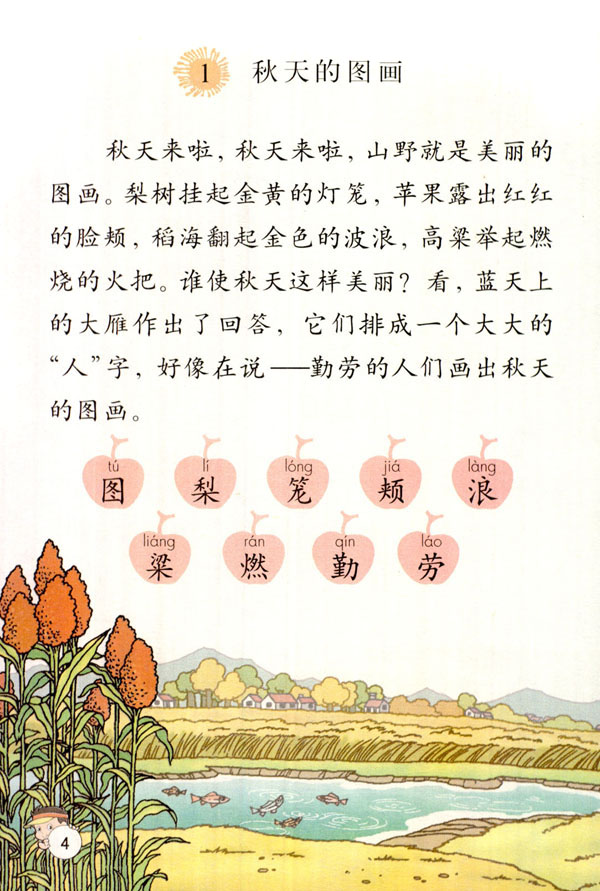 1 秋天的图画
秋天来啦，秋天来啦，山野就是美丽的
图画。梨树挂起金黄的灯笼，苹果露出红红
的脸颊，稻海翻起金色的波浪，高粱举起燃
烧的火把。谁使秋天这样美丽？看，蓝天上
的大雁作出了回答，它们排成一个大大的
“人”字，好像在说——勤劳的人们画出秋天
的图画。
tú lí lóng jiá làng
图 梨 笼 颊 浪
liáng rán qín láo
粱 燃 勤 劳
4